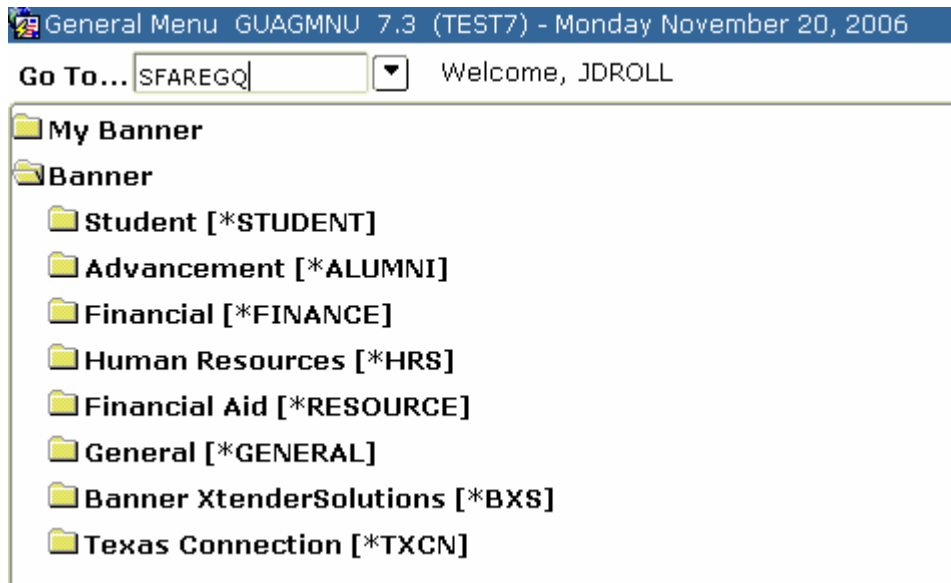 General Menu GUAGMNU 7.3 (TEST7) - Monday November 20, 2006
Go To... SFAREGQ Welcome, JDROLL
My Banner
Banner
Student [*STUDENT]
Advancement [*ALUMNI]
Financial [*FINANCE]
Human Resources [*HRS]
Financial Aid [*RESOURCE]
General [*GENERAL]
Banner XtenderSolutions [*BXS]
Texas Connection [*TXCN]